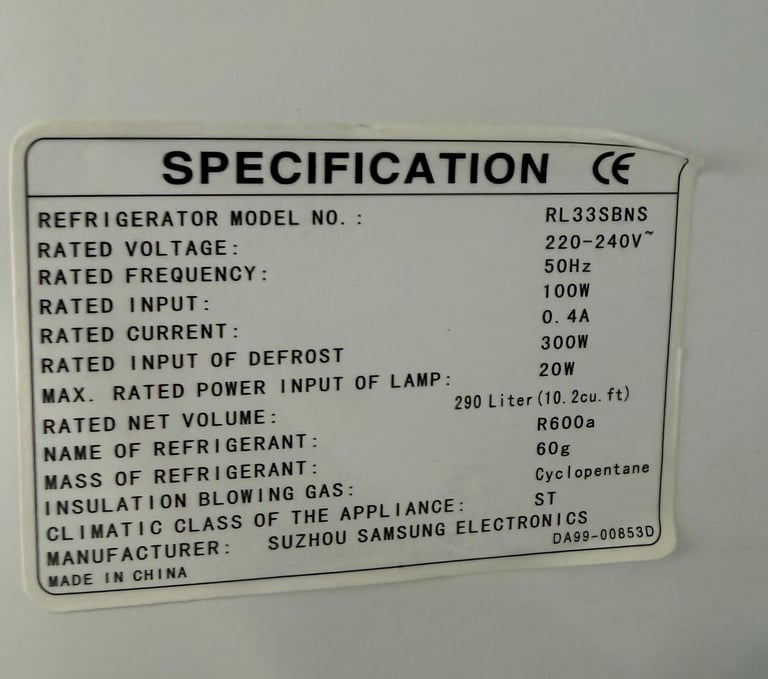 SPECIFICATION CE
REFRIGERATOR MODEL NO. : RL33SBNS
RATED VOLTAGE: 220-240V~
RATED FREQUENCY: 50Hz
RATED INPUT: 100W
RATED CURRENT: 0.4A
RATED INPUT OF DEFROST 300W
MAX. RATED POWER INPUT OF LAMP: 20W
RATED NET VOLUME: 290 Liter(10.2cu.ft)
NAME OF REFRIGERANT: R600a
MASS OF REFRIGERANT: 60g
INSULATION BLOWING GAS: Cyclopentane
CLIMATIC CLASS OF THE APPLIANCE: ST
MANUFACTURER: SUZHOU SAMSUNG ELECTRONICS
MADE IN CHINA DA99-00853D